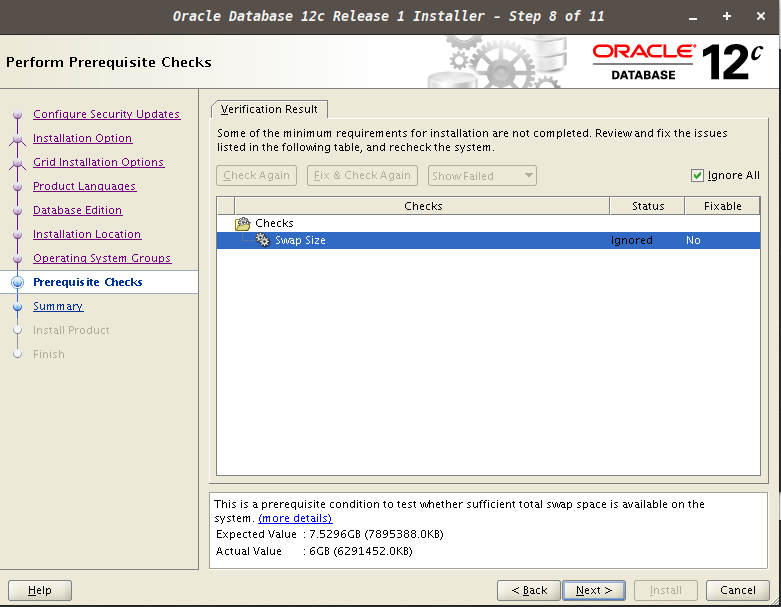 Oracle Database 12c Release 1 Installer - Step 8 of 11
Perform Prerequisite Checks
ORACLE
DATABASE
12c
Configure Security Updates
Installation Option
Grid Installation Options
Product Languages
Database Edition
Installation Location
Operating System Groups
Prerequisite Checks
Summary
Install Product
Finish
Verification Result
Some of the minimum requirements for installation are not completed. Review and fix the issues
listed in the following table, and recheck the system.
Check Again
Fix & Check Again
Show Failed
Ignore All
Checks Status Fixable
Checks
Swap Size Ignored No
This is a prerequisite condition to test whether sufficient total swap space is available on the
system. (more details)
Expected Value : 7.5296GB (7895388.0KB)
Actual Value : 6GB (6291452.0KB)
Help
< Back
Next >
Install
Cancel